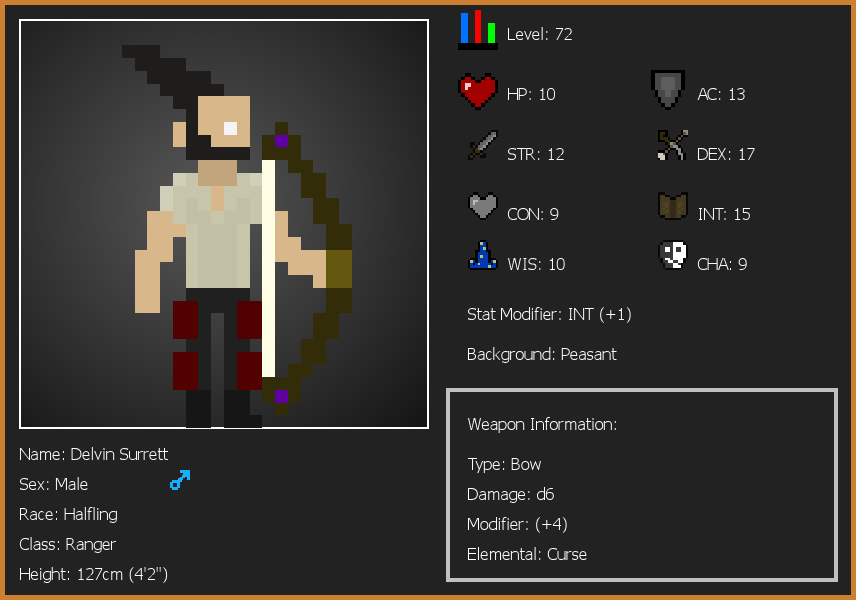 Level: 72
HP: 10
AC: 13
STR: 12
DEX: 17
CON: 9
INT: 15
WIS: 10
CHA: 9
Stat Modifier: INT (+1)
Background: Peasant
Weapon Information:
Type: Bow
Damage: d6
Modifier: (+4)
Elemental: Curse
Name: Delvin Surrett
Sex: Male
Race: Halfling
Class: Ranger
Height: 127cm (4'2")